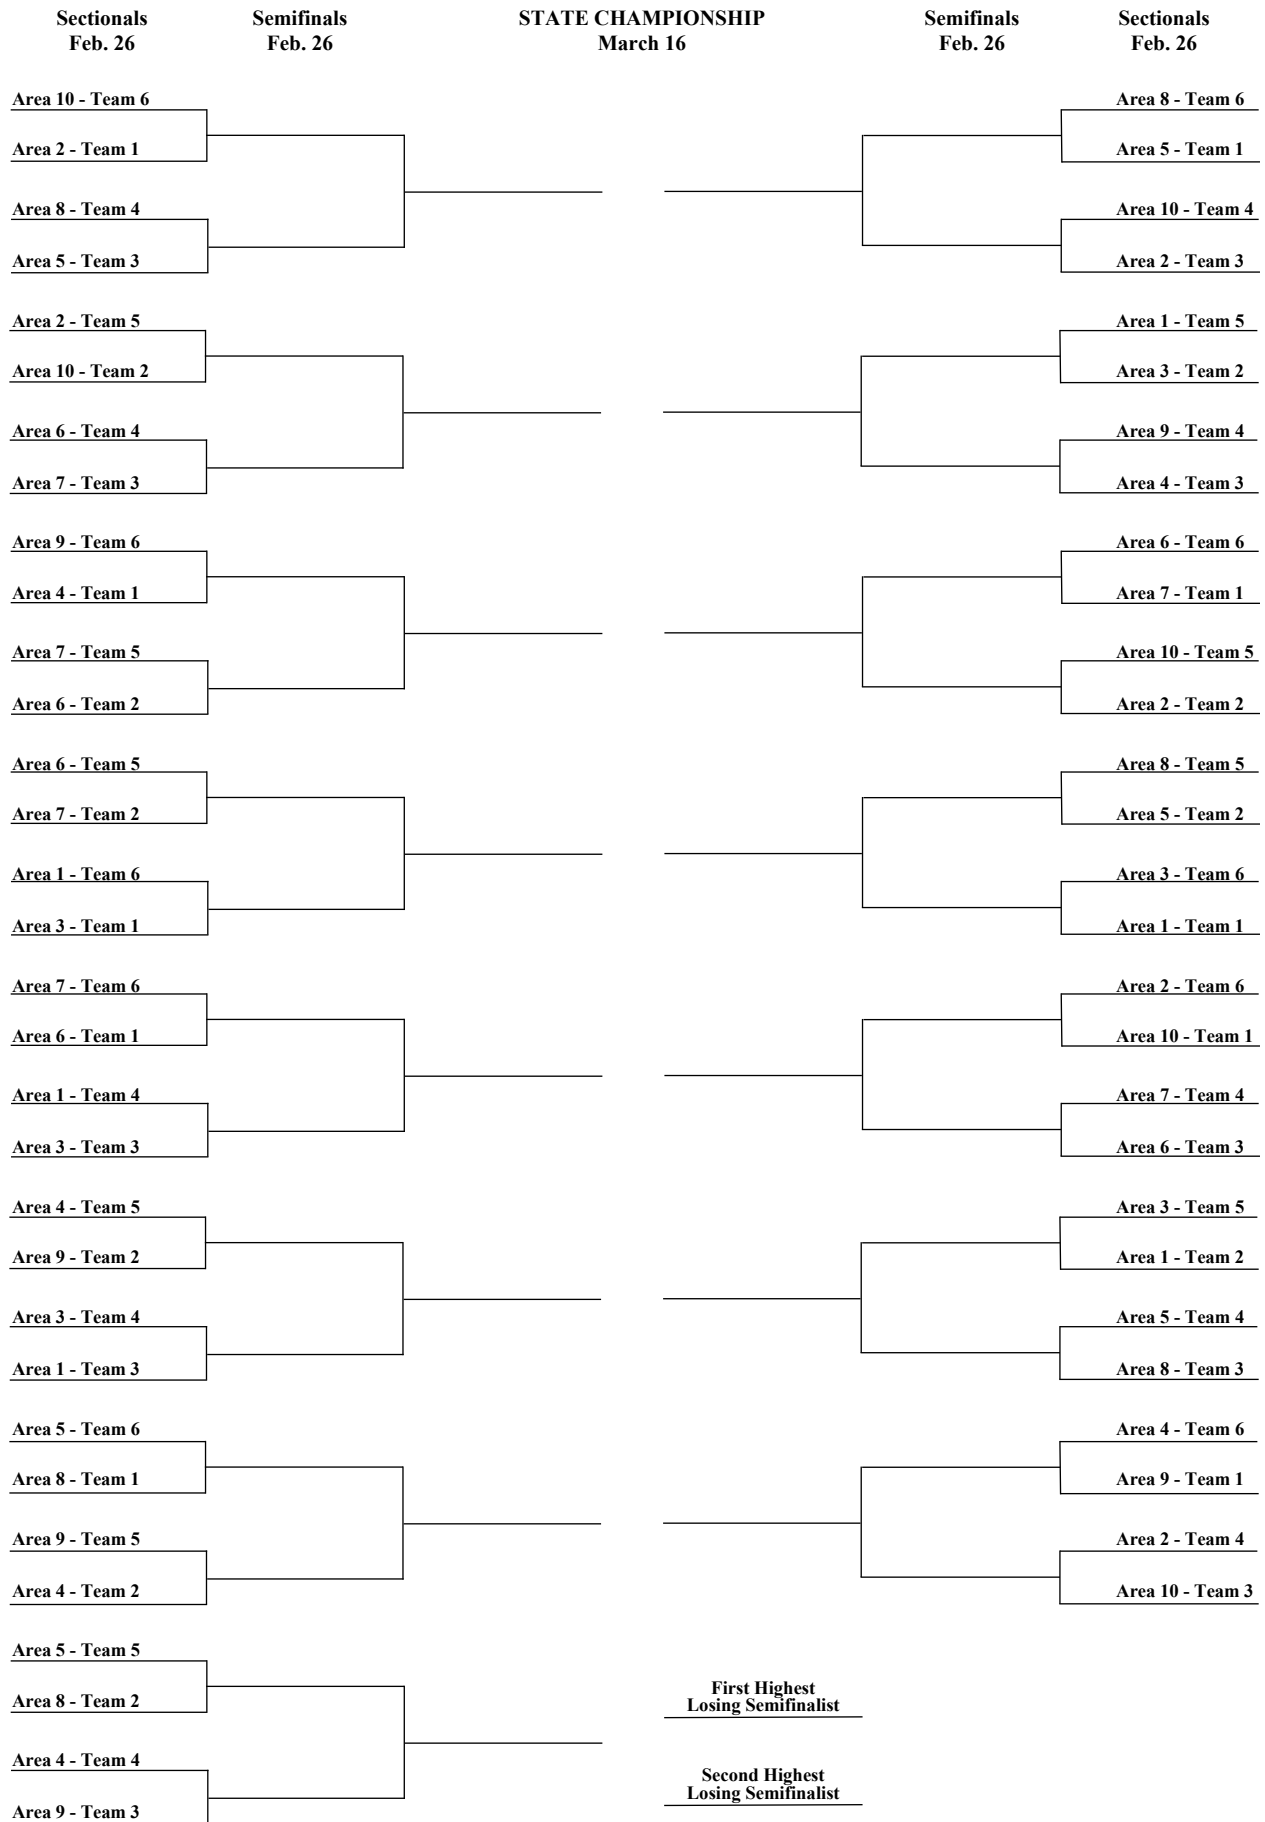 Sectionals
Feb. 26
Semifinals
Feb. 26
STATE CHAMPIONSHIP
March 16
Semifinals
Feb. 26
Sectionals
Feb. 26
Area 10 - Team 6
Area 2 - Team 1
Area 8 - Team 4
Area 5 - Team 3
Area 2 - Team 5
Area 10 - Team 2
Area 6 - Team 4
Area 7 - Team 3
Area 9 - Team 6
Area 4 - Team 1
Area 7 - Team 5
Area 6 - Team 2
Area 6 - Team 5
Area 7 - Team 2
Area 1 - Team 6
Area 3 - Team 1
Area 7 - Team 6
Area 6 - Team 1
Area 1 - Team 4
Area 3 - Team 3
Area 4 - Team 5
Area 9 - Team 2
Area 3 - Team 4
Area 1 - Team 3
Area 5 - Team 6
Area 8 - Team 1
Area 9 - Team 5
Area 4 - Team 2
Area 5 - Team 5
Area 8 - Team 2
Area 4 - Team 4
Area 9 - Team 3
Area 8 - Team 6
Area 5 - Team 1
Area 10 - Team 4
Area 2 - Team 3
Area 1 - Team 5
Area 3 - Team 2
Area 9 - Team 4
Area 4 - Team 3
Area 6 - Team 6
Area 7 - Team 1
Area 10 - Team 5
Area 2 - Team 2
Area 8 - Team 5
Area 5 - Team 2
Area 3 - Team 6
Area 1 - Team 1
Area 2 - Team 6
Area 10 - Team 1
Area 7 - Team 4
Area 6 - Team 3
Area 3 - Team 5
Area 1 - Team 2
Area 5 - Team 4
Area 8 - Team 3
Area 4 - Team 6
Area 9 - Team 1
Area 2 - Team 4
Area 10 - Team 3
First Highest
Losing Semifinalist
Second Highest
Losing Semifinalist